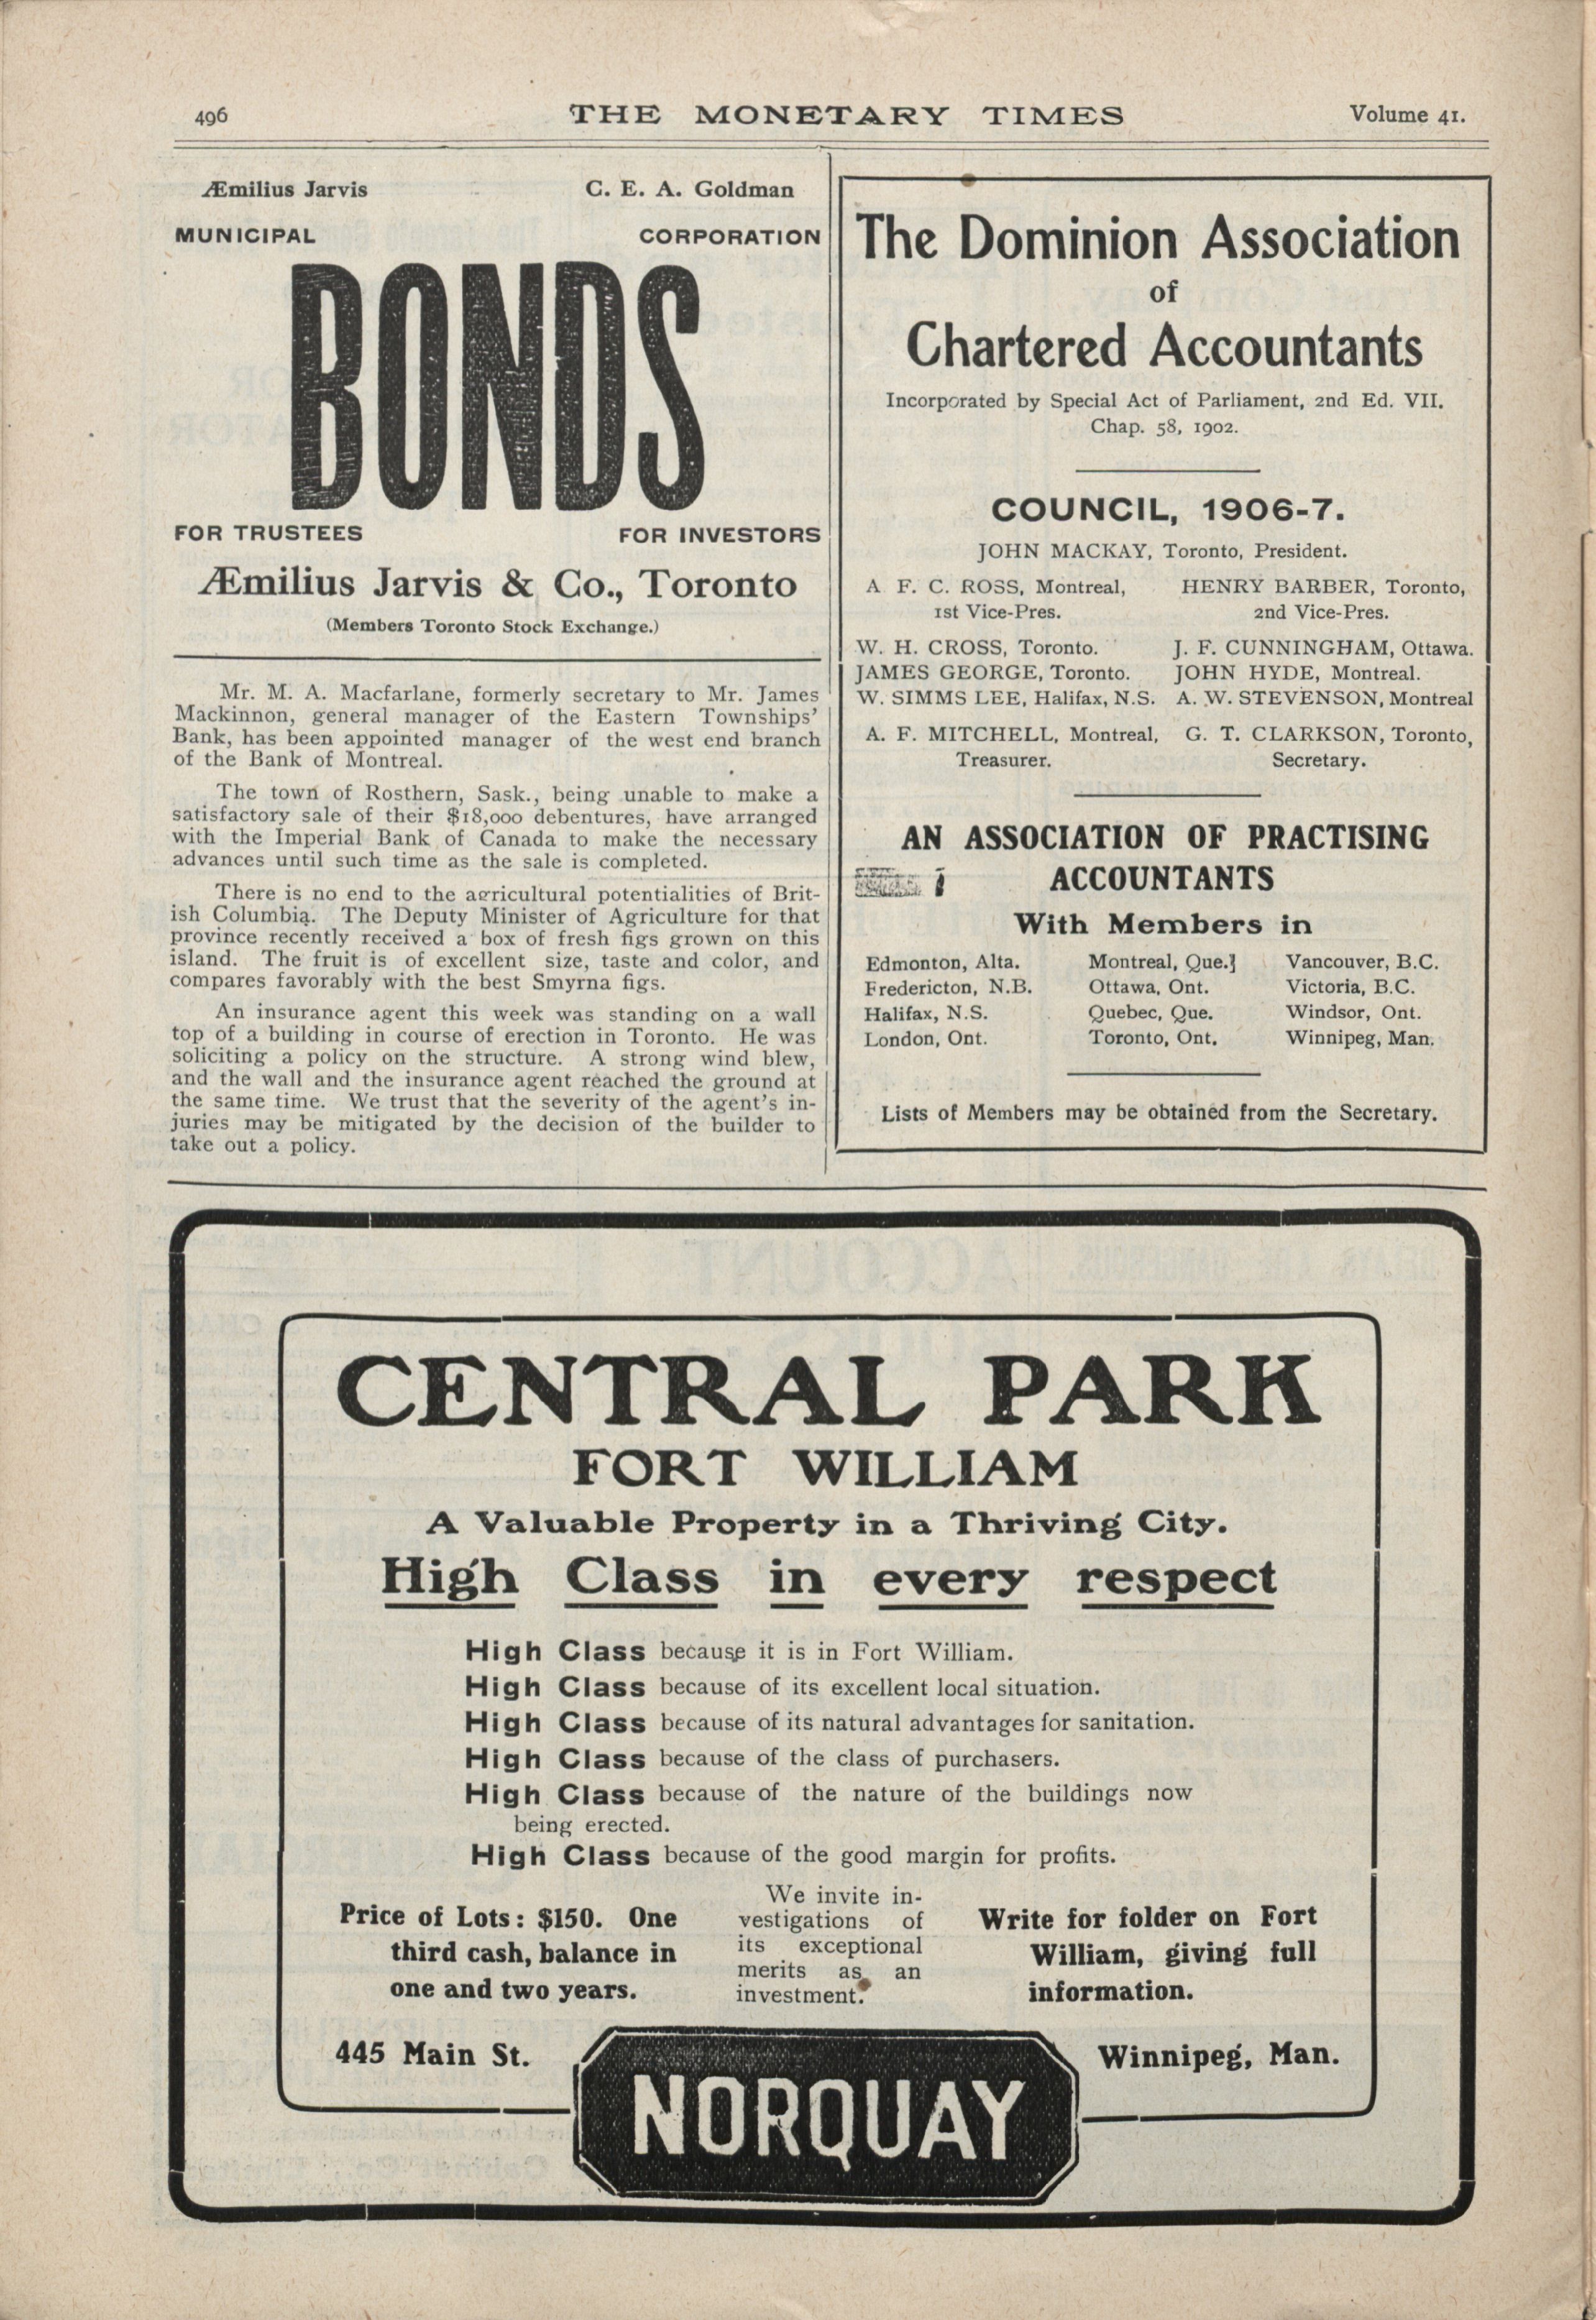 496
THE MONETARY TIMES
Volume 41.
Æmilius Jarvis
C. E. A. Goldman
MUNICIPAL
CORPORATION
BONDS
FOR TRUSTEES
FOR INVESTORS
Æmilius Jarvis & Co., Toronto
(Members Toronto Stock Exchange.)
Mr. M. A. Macfarlane, formerly secretary to Mr. James
Mackinnon, general manager of the Eastern Townships'
Bank, has been appointed manager of the west end branch
of the Bank of Montreal.
The town of Rosthern, Sask., being unable to make a
satisfactory sale of their $18,000 debentures, have arranged
with the Imperial Bank of Canada to make the necessary
advances until such time as the sale is completed.
There is no end to the agricultural potentialities of Brit-
ish Columbia. The Deputy Minister of Agriculture for that
province recently received a box of fresh figs grown on this
island. The fruit is of excellent size, taste and color, and
compares favorably with the best Smyrna figs.
An insurance agent this week was standing on a wall
top of a building in course of erection in Toronto. He was
soliciting a policy on the structure. A strong wind blew,
and the wall and the insurance agent reached the ground at
the same time. We trust that the severity of the agent's in-
juries may be mitigated by the decision of the builder to
take out a policy.
The Dominion Association
of
Chartered Accountants
Incorporated by Special Act of Parliament, 2nd Ed. VII.
Chap. 58, 1902.
COUNCIL, 1906-7.
JOHN MACKAY, Toronto, President.
A F. C. ROSS, Montreal,
1st Vice-Pres.
HENRY BARBER, Toronto,
2nd Vice-Pres.
W. H. CROSS, Toronto.
J. F. CUNNINGHAM, Ottawa.
JAMES GEORGE, Toronto.
JOHN HYDE, Montreal.
W. SIMMS LEE, Halifax, N.S.
A. W. STEVENSON, Montreal
A. F. MITCHELL, Montreal,
Treasurer.
G. T. CLARKSON, Toronto,
Secretary.
AN ASSOCIATION OF PRACTISING
ACCOUNTANTS
With Members in
Edmonton, Alta.
Montreal, Que.
Vancouver, B.C.
Fredericton, N.B.
Ottawa, Ont.
Victoria, B.C.
Halifax, N.S.
Quebec, Que.
Windsor, Ont.
London, Ont.
Toronto, Ont.
Winnipeg, Man.
Lists of Members may be obtained from the Secretary.
CENTRAL PARK
FORT WILLIAM
A Valuable Property in a Thriving City.
High Class in every respect
High Class because it is in Fort William.
High Class because of its excellent local situation.
High Class because of its natural advantages for sanitation.
High Class because of the class of purchasers.
High Class because of the nature of the buildings now
being erected.
High Class because of the good margin for profits.
Price of Lots: $150. One
third cash, balance in
one and two years.
We invite in-
vestigations of
its exceptional
merits as an
investment.
Write for folder on Fort
William, giving full
information.
445 Main St.
NORQUAY
Winnipeg, Man.